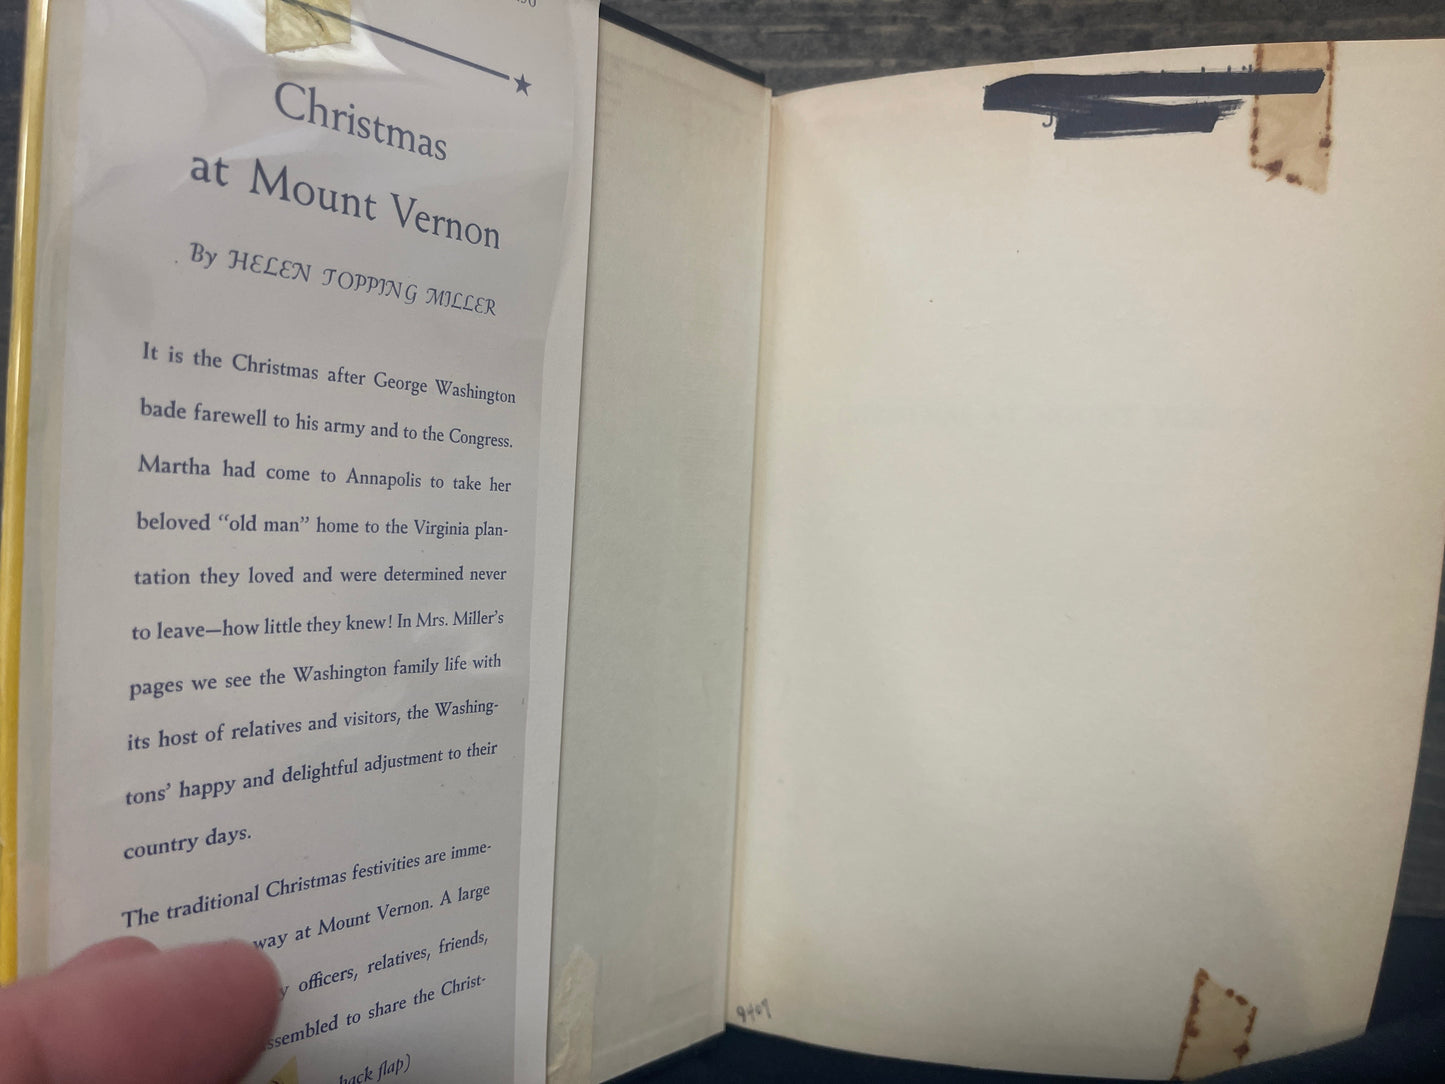 Christmas
at Mount Vernon
By HELEN TOPPING MILLER
It is the Christmas after George Washington
bade farewell to his army and to the Congress.
Martha had come to Annapolis to take her
beloved “old man” home to the Virginia plan-
tation they loved and were determined never
to leave—how little they knew! In Mrs. Miller’s
pages we see the Washington family life with
its host of relatives and visitors, the Washing-
tons’ happy and delightful adjustment to their
country days.
The traditional Christmas festivities are imme-
way at Mount Vernon. A large
officers, relatives, friends,
ssembled to share the Christ-
back flap)
9409